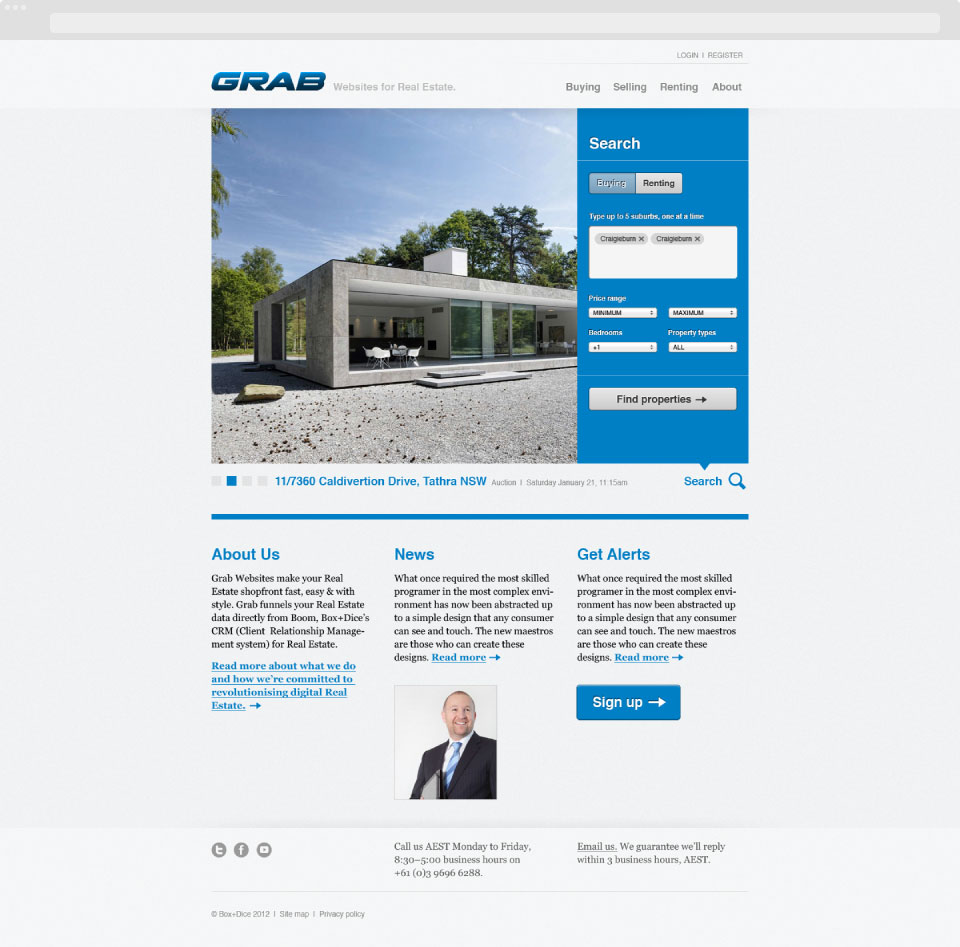 LOGIN | REGISTER
GRAB Websites for Real Estate.
Buying Selling Renting About
Search
Buying Renting
Type up to 5 suburbs, one at a time
Craigieburn ✕ Craigieburn ✕
Price range
MINIMUM MAXIMUM
Bedrooms Property types
+1 ALL
Find properties →
11/7360 Caldivertion Drive, Tathra NSW Auction | Saturday January 21, 11:15am
Search
About Us
Grab Websites make your Real
Estate shopfront fast, easy & with
style. Grab funnels your Real Estate
data directly from Boom, Box+Dice's
CRM (Client Relationship Manage-
ment system) for Real Estate.
Read more about what we do
and how we're committed to
revolutionising digital Real
Estate. →
News
What once required the most skilled
programer in the most complex envi-
ronment has now been abstracted up
to a simple design that any consumer
can see and touch. The new maestros
are those who can create these
designs. Read more →
Get Alerts
What once required the most skilled
programer in the most complex envi-
ronment has now been abstracted up
to a simple design that any consumer
can see and touch. The new maestros
are those who can create these
designs. Read more →
Sign up →
Call us AEST Monday to Friday,
8:30–5:00 business hours on
+61 (0)3 9696 6288.
Email us. We guarantee we'll reply
within 3 business hours, AEST.
© Box+Dice 2012 | Site map | Privacy policy